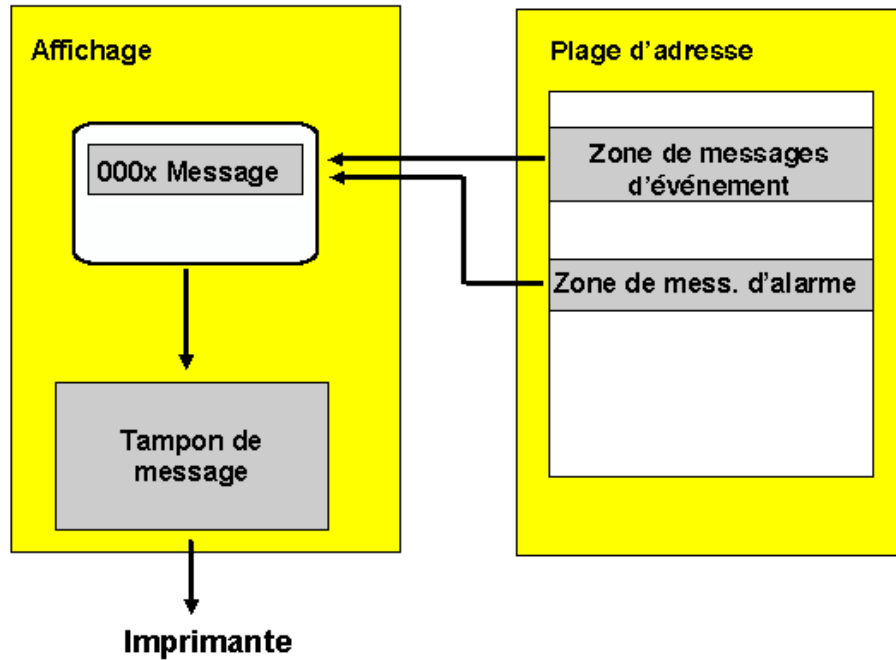 Affichage
000x Message
Tampon de
message
Imprimante
Plage d'adresse
Zone de messages
d'événement
Zone de mess. d'alarme